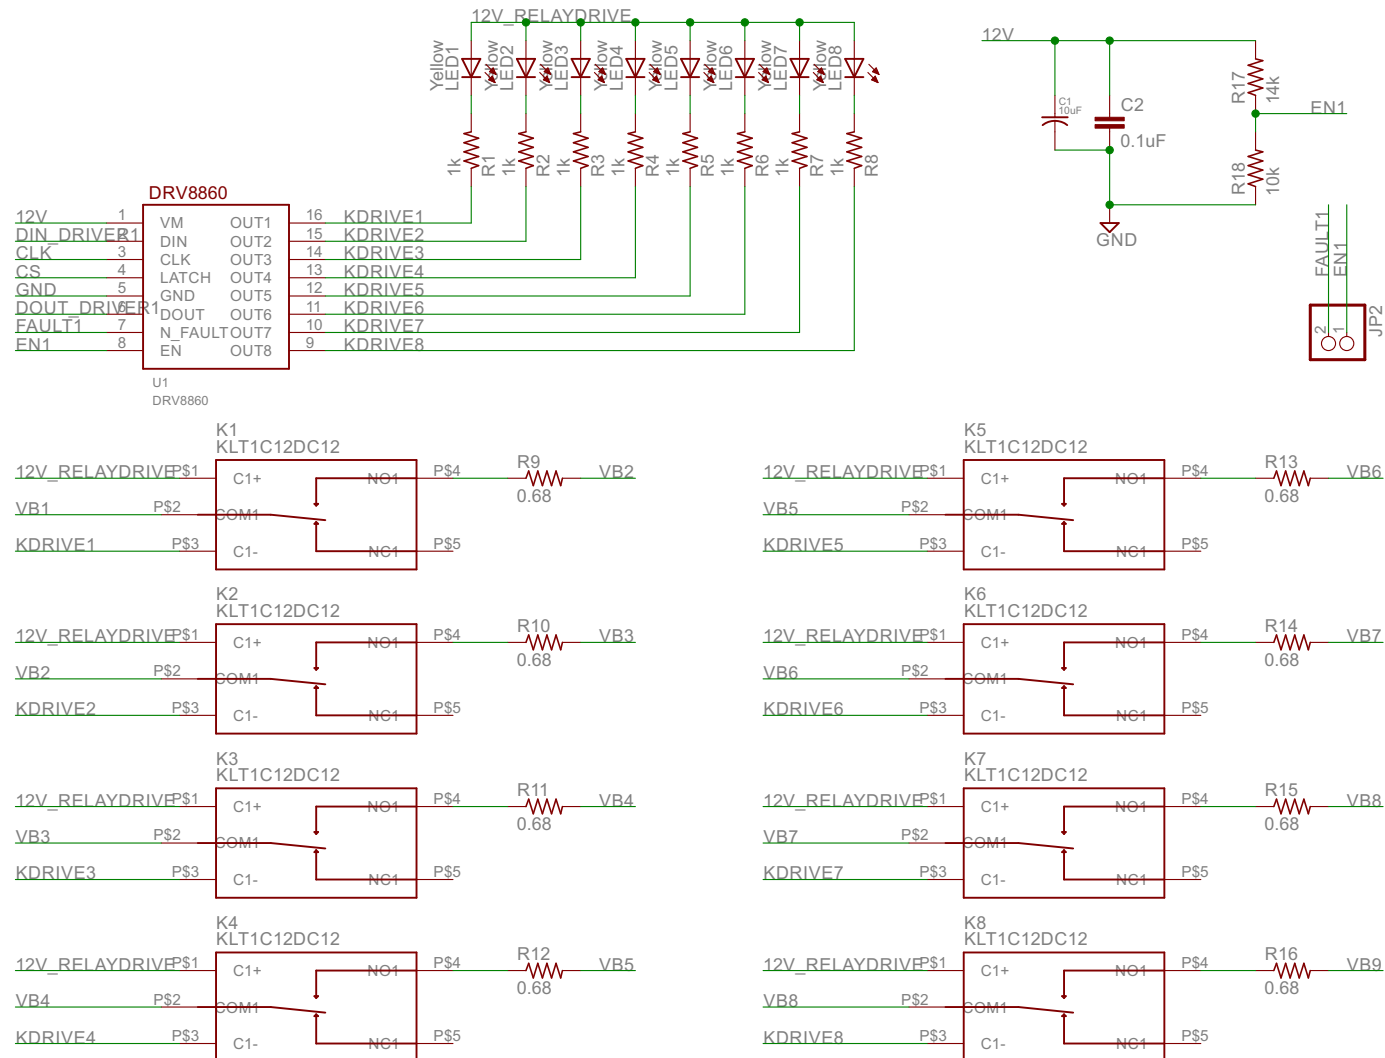 12V_RELAYDRIVE
Yellow
LED1
Yellow
LED2
Yellow
LED3
Yellow
LED4
Yellow
LED5
Yellow
LED6
Yellow
LED7
Yellow
LED8
1k
R1
1k
R2
1k
R3
1k
R4
1k
R5
1k
R6
1k
R7
1k
R8
12V
C1
10uF
C2
0.1uF
R17
14k
EN1
R18
10k
GND
FAULT1
EN1
2
1
JP2
DRV8860
12V 1 VM OUT1 16 KDRIVE1
DIN_DRIVER1 2 DIN OUT2 15 KDRIVE2
CLK 3 CLK OUT3 14 KDRIVE3
CS 4 LATCH OUT4 13 KDRIVE4
GND 5 GND OUT5 12 KDRIVE5
DOUT_DRIVER1 6 DOUT OUT6 11 KDRIVE6
FAULT1 7 N_FAULT OUT7 10 KDRIVE7
EN1 8 EN OUT8 9 KDRIVE8
U1
DRV8860
K1
KLT1C12DC12
12V_RELAYDRIVE P$1 C1+ NO1 P$4 R9 VB2
0.68
VB1 P$2 COM1
KDRIVE1 P$3 C1- NC1 P$5
K5
KLT1C12DC12
12V_RELAYDRIVE P$1 C1+ NO1 P$4 R13 VB6
0.68
VB5 P$2 COM1
KDRIVE5 P$3 C1- NC1 P$5
K2
KLT1C12DC12
12V_RELAYDRIVE P$1 C1+ NO1 P$4 R10 VB3
0.68
VB2 P$2 COM1
KDRIVE2 P$3 C1- NC1 P$5
K6
KLT1C12DC12
12V_RELAYDRIVE P$1 C1+ NO1 P$4 R14 VB7
0.68
VB6 P$2 COM1
KDRIVE6 P$3 C1- NC1 P$5
K3
KLT1C12DC12
12V_RELAYDRIVE P$1 C1+ NO1 P$4 R11 VB4
0.68
VB3 P$2 COM1
KDRIVE3 P$3 C1- NC1 P$5
K7
KLT1C12DC12
12V_RELAYDRIVE P$1 C1+ NO1 P$4 R15 VB8
0.68
VB7 P$2 COM1
KDRIVE7 P$3 C1- NC1 P$5
K4
KLT1C12DC12
12V_RELAYDRIVE P$1 C1+ NO1 P$4 R12 VB5
0.68
VB4 P$2 COM1
KDRIVE4 P$3 C1- NC1 P$5
K8
KLT1C12DC12
12V_RELAYDRIVE P$1 C1+ NO1 P$4 R16 VB9
0.68
VB8 P$2 COM1
KDRIVE8 P$3 C1- NC1 P$5